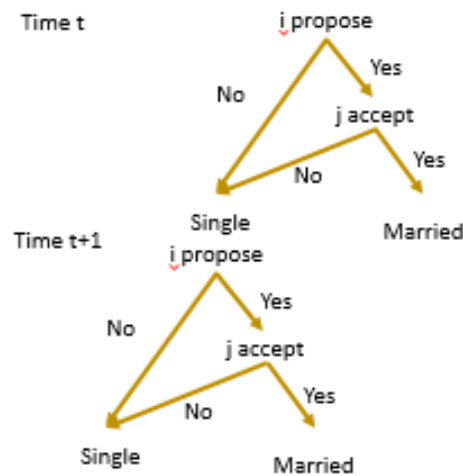 Time t
i propose
Yes
No
j accept
Yes
No
Single
Married
Time t+1
i propose
Yes
No
j accept
Yes
No
Single
Married